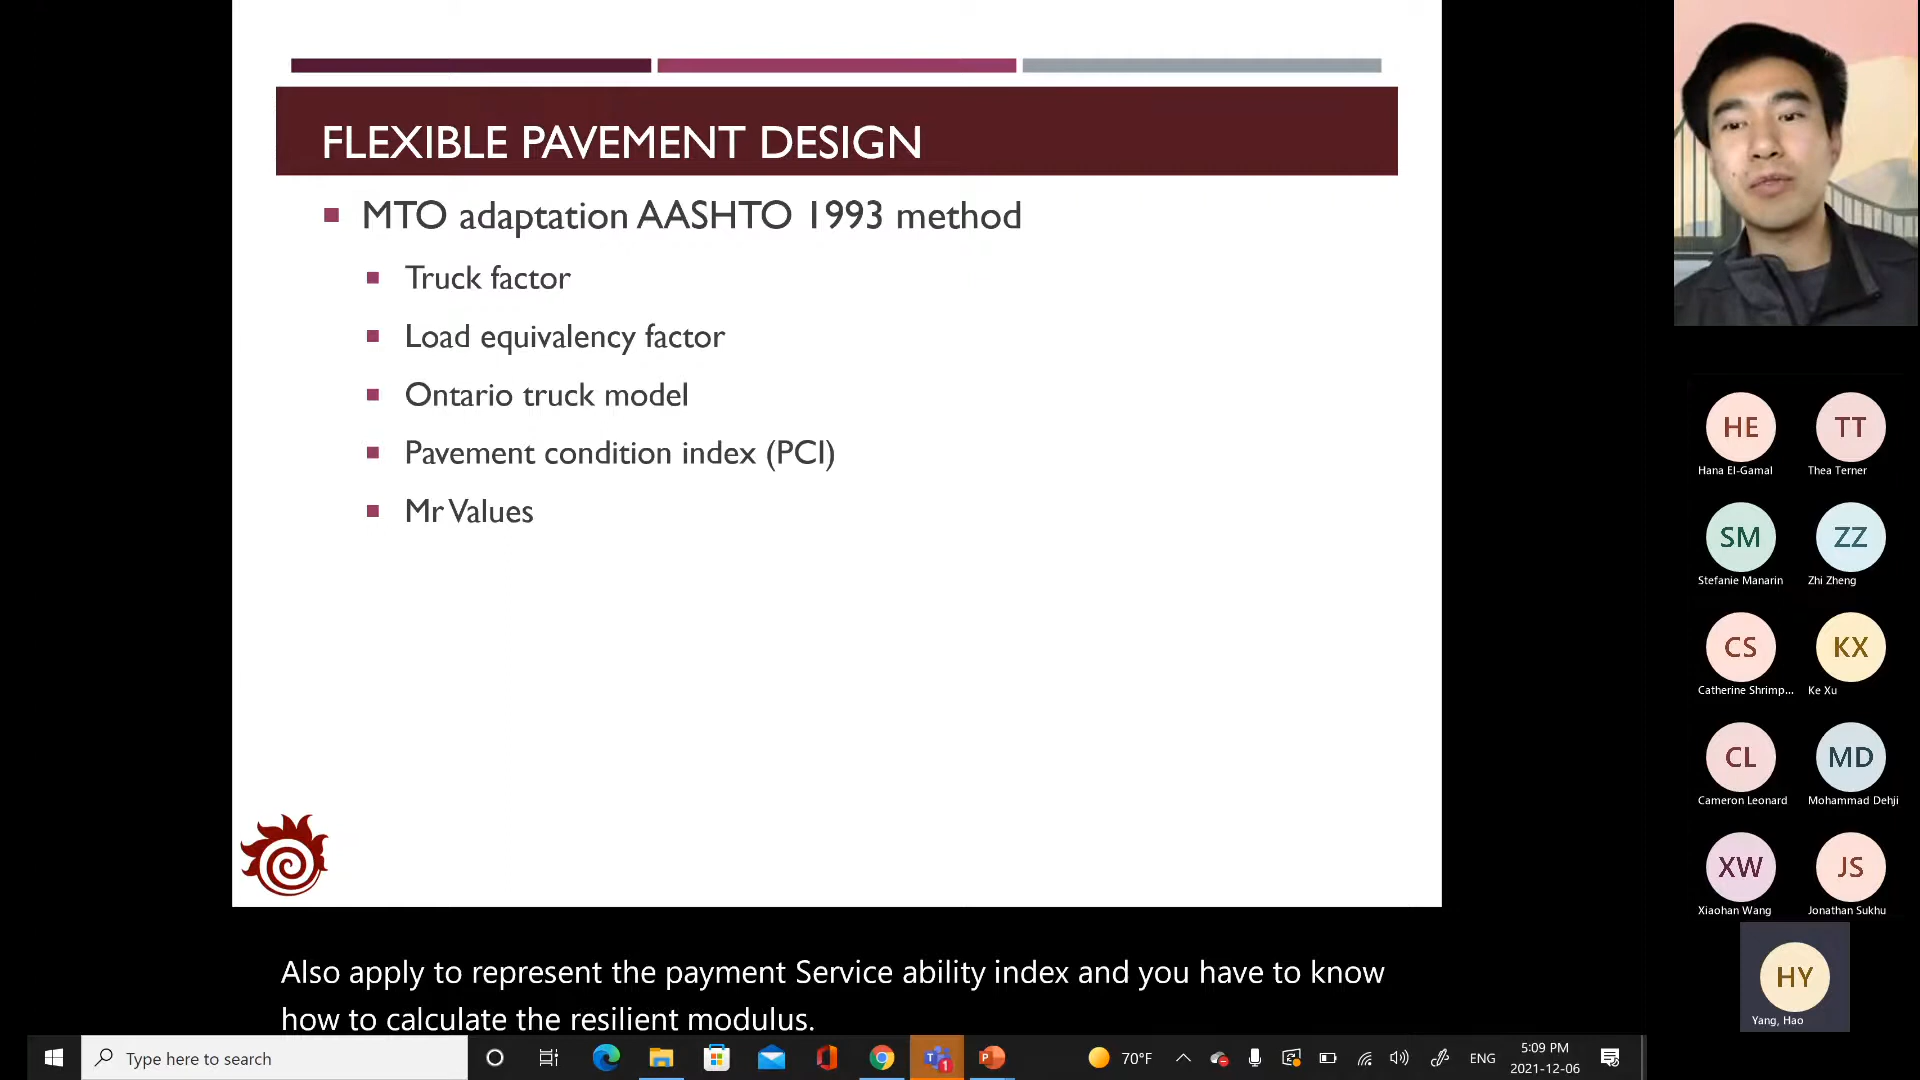 FLEXIBLE PAVEMENT DESIGN
MTO adaptation AASHTO 1993 method
Truck factor
Load equivalency factor
Ontario truck model
Pavement condition index (PCI)
Mr Values
HE
TT
Hana El-Gamal
Thea Terner
SM
ZZ
Stefanie Manarin
Zhi Zheng
CS
KX
Catherine Shrimp...
Ke Xu
CL
MD
Cameron Leonard
Mohammad Dehji
XW
JS
Xiaohan Wang
Jonathan Sukhu
HY
Yang, Hao
Also apply to represent the payment Service ability index and you have to know
how to calculate the resilient modulus.
Type here to search
1
70°F
ENG
5:09 PM
2021-12-06